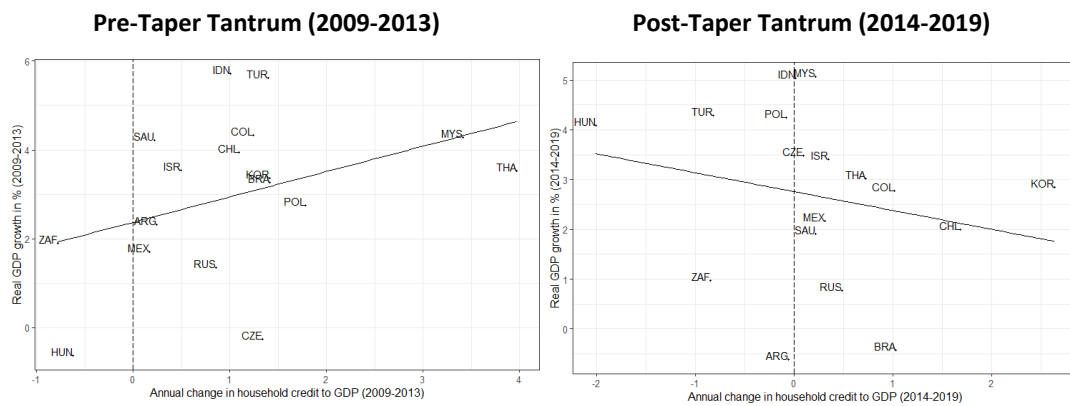 Pre-Taper Tantrum (2009-2013)
Real GDP growth in % (2009-2013)
6
4
2
0
IDN
TUR
SAU
COL
MYS
CHL
ISR
KOR
BRA
THA
POL
ARG
ZAF
MEX
RUS
CZE
HUN
-1
0
1
2
3
4
Annual change in household credit to GDP (2009-2013)
Post-Taper Tantrum (2014-2019)
Real GDP growth in % (2014-2019)
5
4
3
2
1
0
IDN
MYS
TUR
POL
HUN
CZE
ISR
THA
COL
KOR
MEX
SAU
CHL
ZAF
RUS
BRA
ARG
-2
-1
0
1
2
Annual change in household credit to GDP (2014-2019)